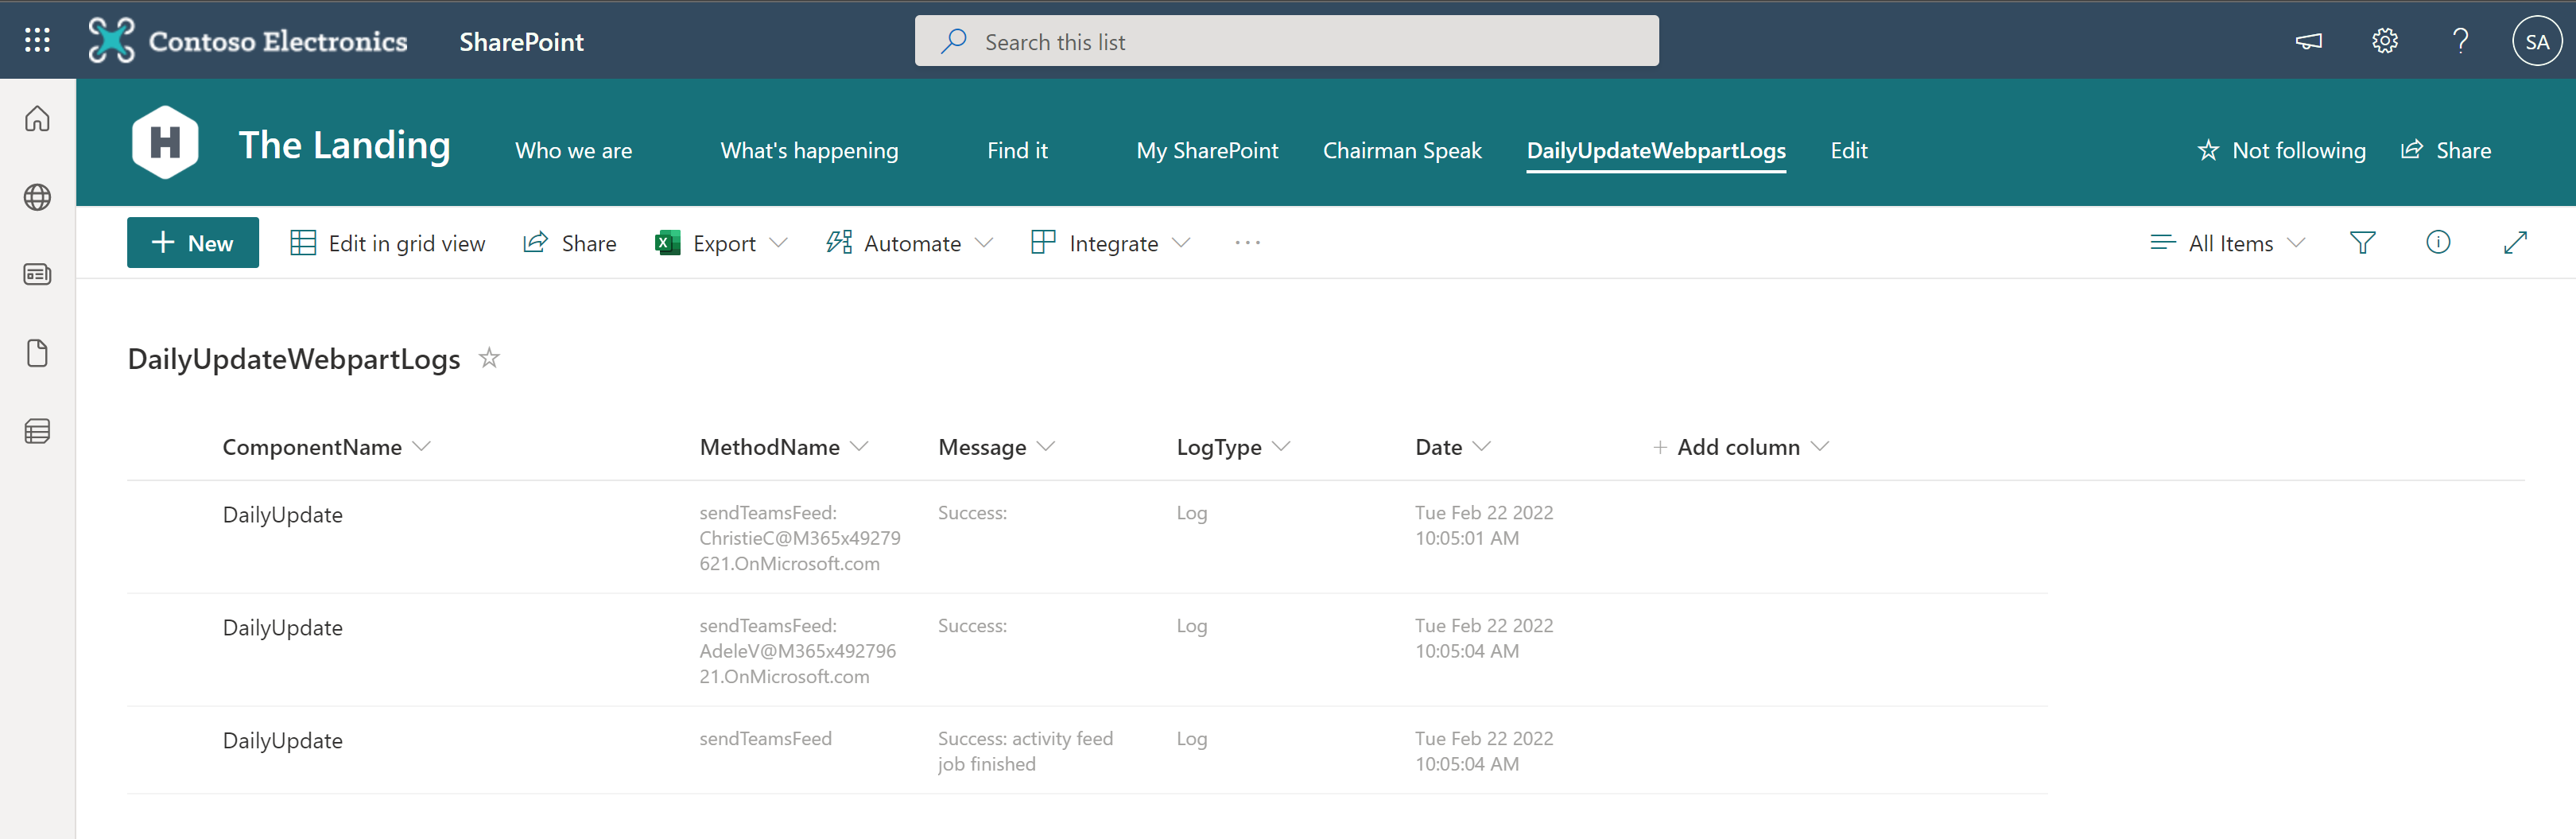 Contoso Electronics SharePoint Search this list SA
H The Landing Who we are What's happening Find it My SharePoint Chairman Speak DailyUpdateWebpartLogs Edit Not following Share
New Edit in grid view Share Export Automate Integrate ... All Items
DailyUpdateWebpartLogs
ComponentName MethodName Message LogType Date + Add column
DailyUpdate sendTeamsFeed: Success: Log Tue Feb 22 2022
ChristieC@M365x49279 10:05:01 AM
621.OnMicrosoft.com
DailyUpdate sendTeamsFeed: Success: Log Tue Feb 22 2022
AdeleV@M365x492796 10:05:04 AM
21.OnMicrosoft.com
DailyUpdate sendTeamsFeed Success: activity feed Log Tue Feb 22 2022
job finished 10:05:04 AM